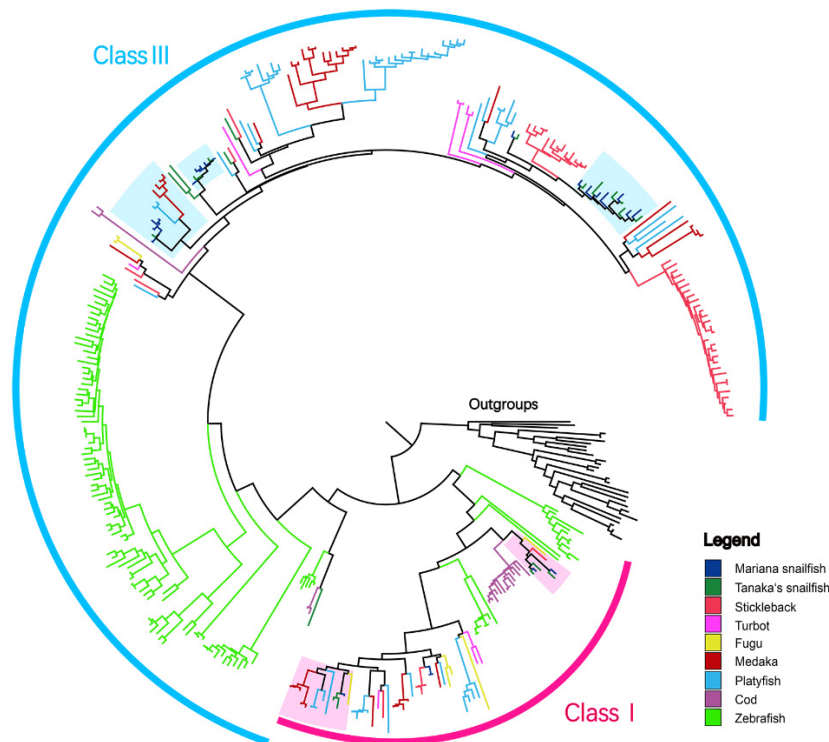 Class III
Outgroups
Legend
Mariana snailfish
Tanaka's snailfish
Stickleback
Turbot
Fugu
Medaka
Platyfish
Cod
Zebrafish
Class I